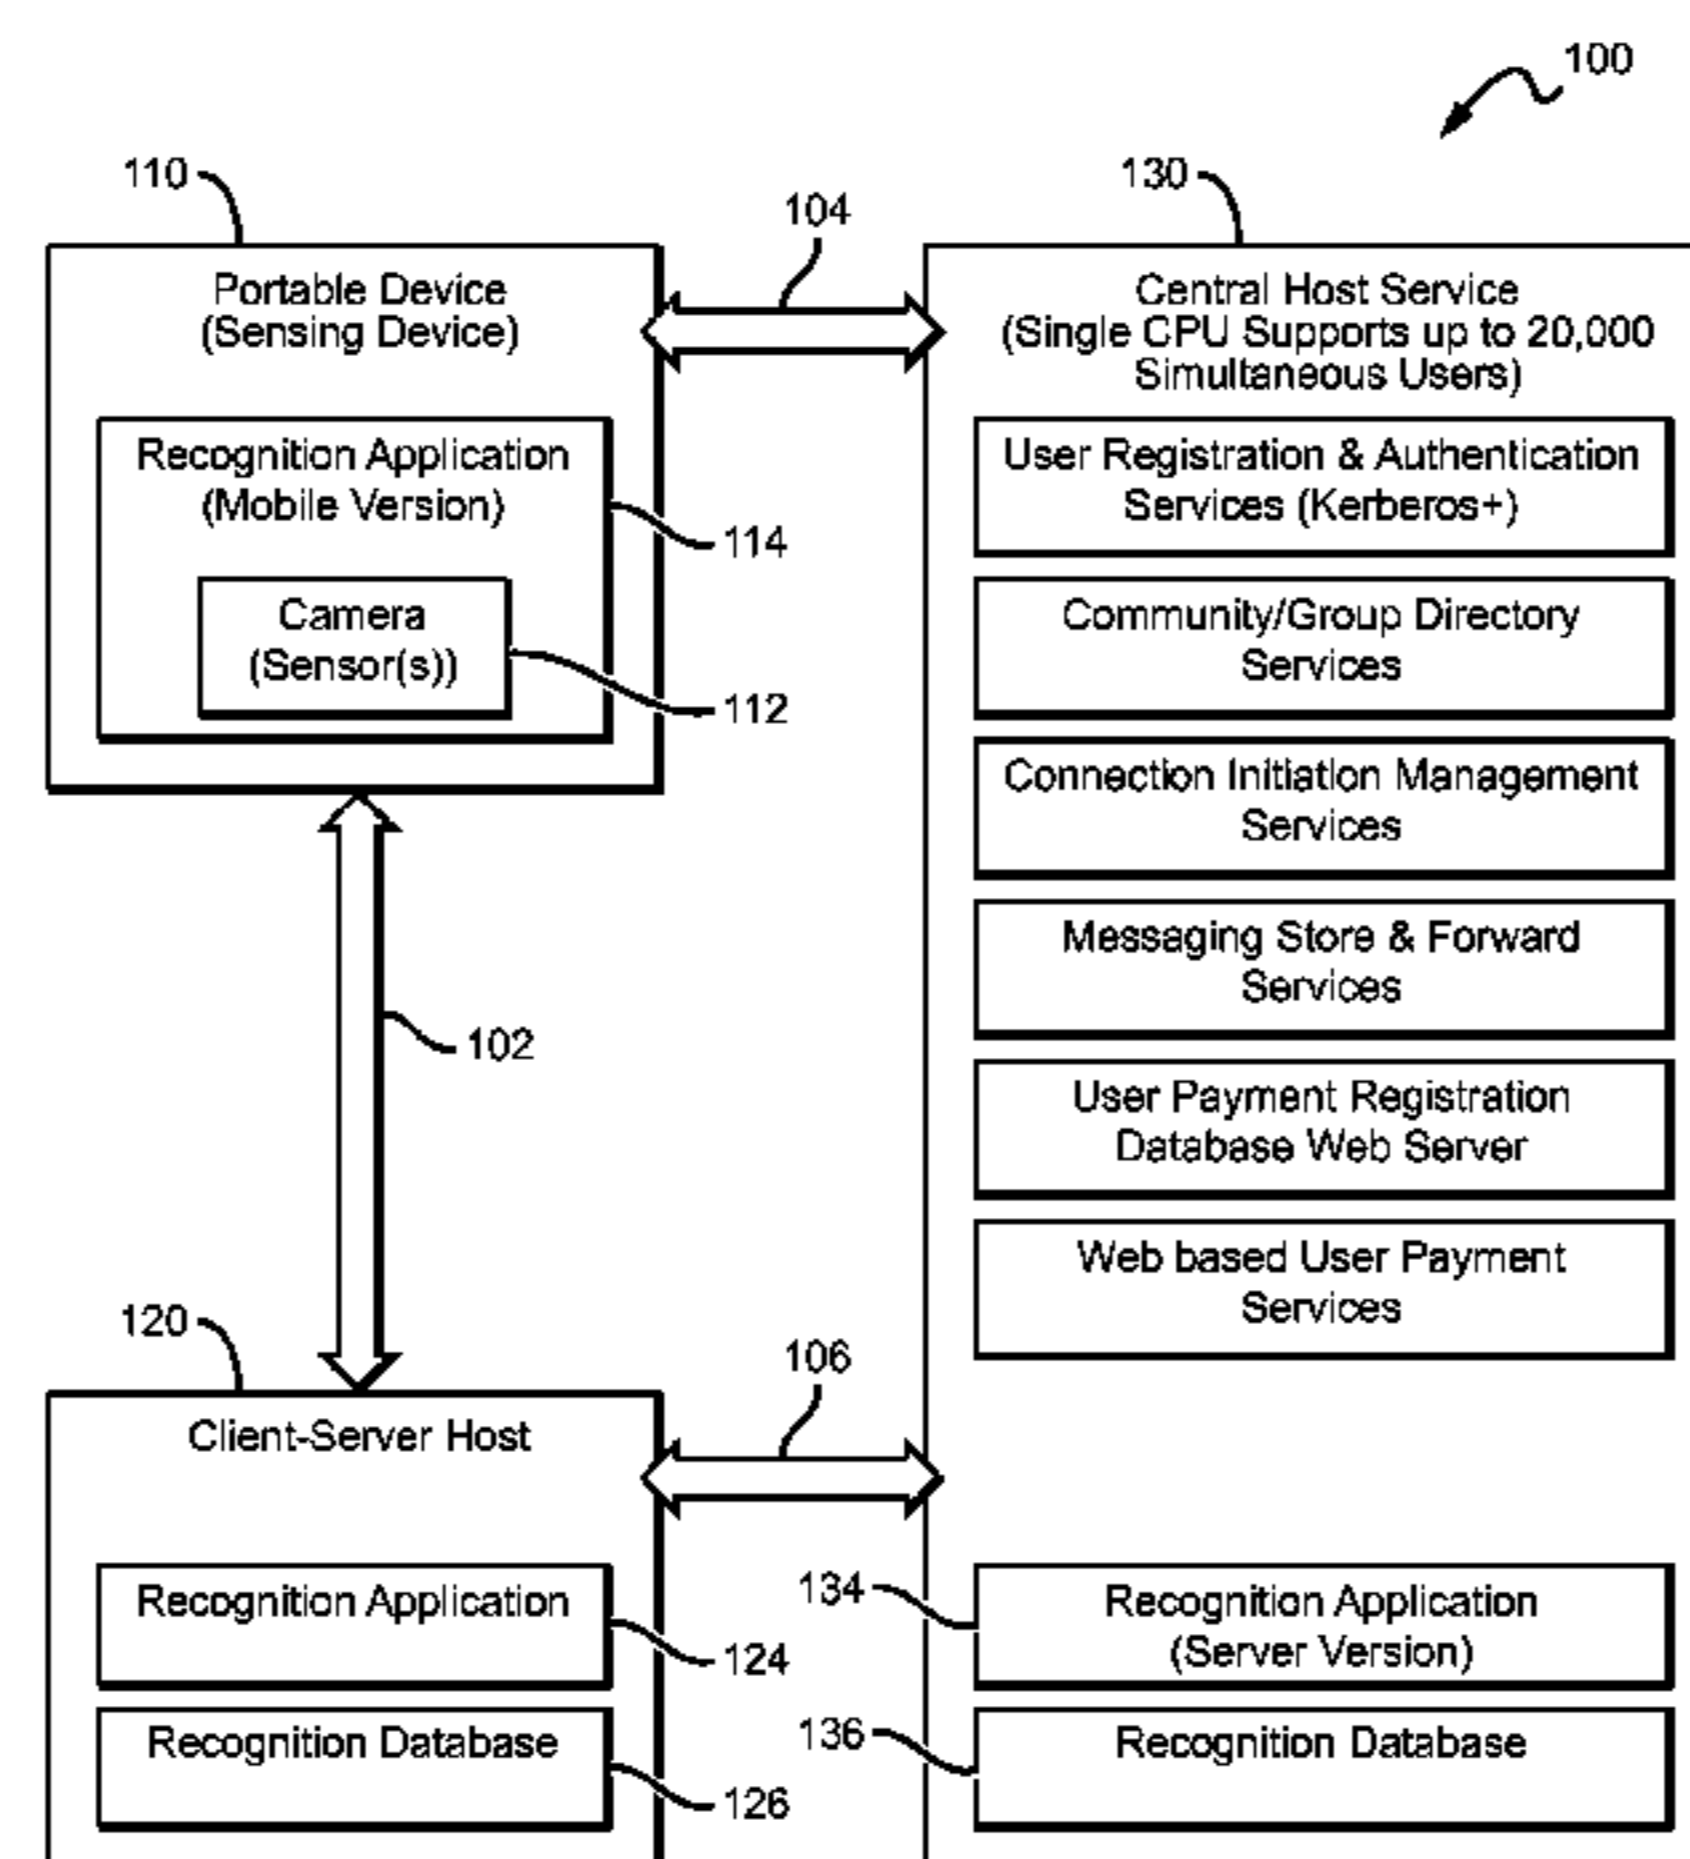 100
110
130
104
Portable Device
(Sensing Device)
Central Host Service
(Single CPU Supports up to 20,000
Simultaneous Users)
Recognition Application
(Mobile Version)
114
Camera
(Sensor(s))
112
User Registration & Authentication
Services (Kerberos+)
Community/Group Directory
Services
Connection Initiation Management
Services
Messaging Store & Forward
Services
102
User Payment Registration
Database Web Server
Web based User Payment
Services
120
106
Client-Server Host
Recognition Application
124
Recognition Database
126
134
Recognition Application
(Server Version)
136
Recognition Database